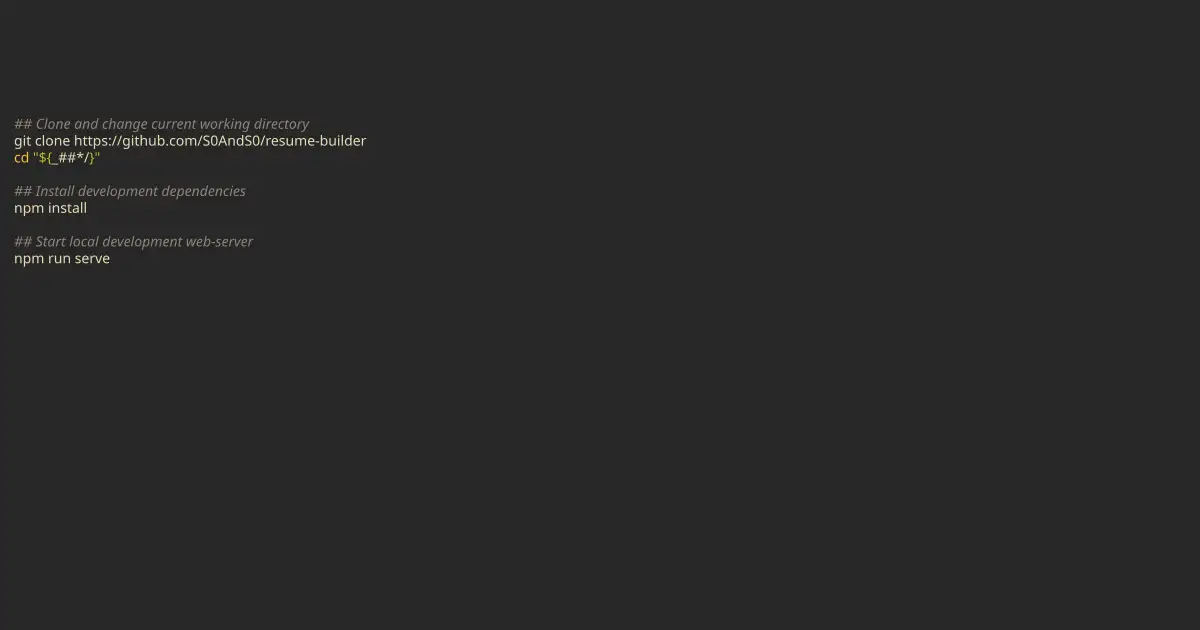 ## Clone and change current working directory
git clone https://github.com/S0AndS0/resume-builder
cd "${_##*/}"
## Install development dependencies
npm install
## Start local development web-server
npm run serve